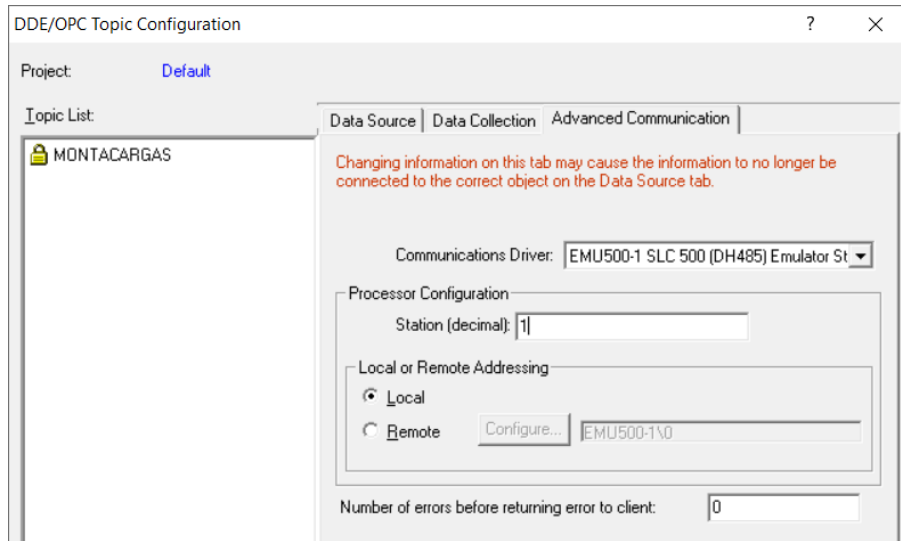 DDE/OPC Topic Configuration
?
Project: Default
Topic List:
MONTACARGAS
Data Source
Data Collection
Advanced Communication
Changing information on this tab may cause the information to no longer be
connected to the correct object on the Data Source tab.
Communications Driver: EMU500-1 SLC 500 (DH485) Emulator St
Processor Configuration
Station (decimal): 1
Local or Remote Addressing
Local
Remote Configure... EMU500-1\0
Number of errors before returning error to client: 0